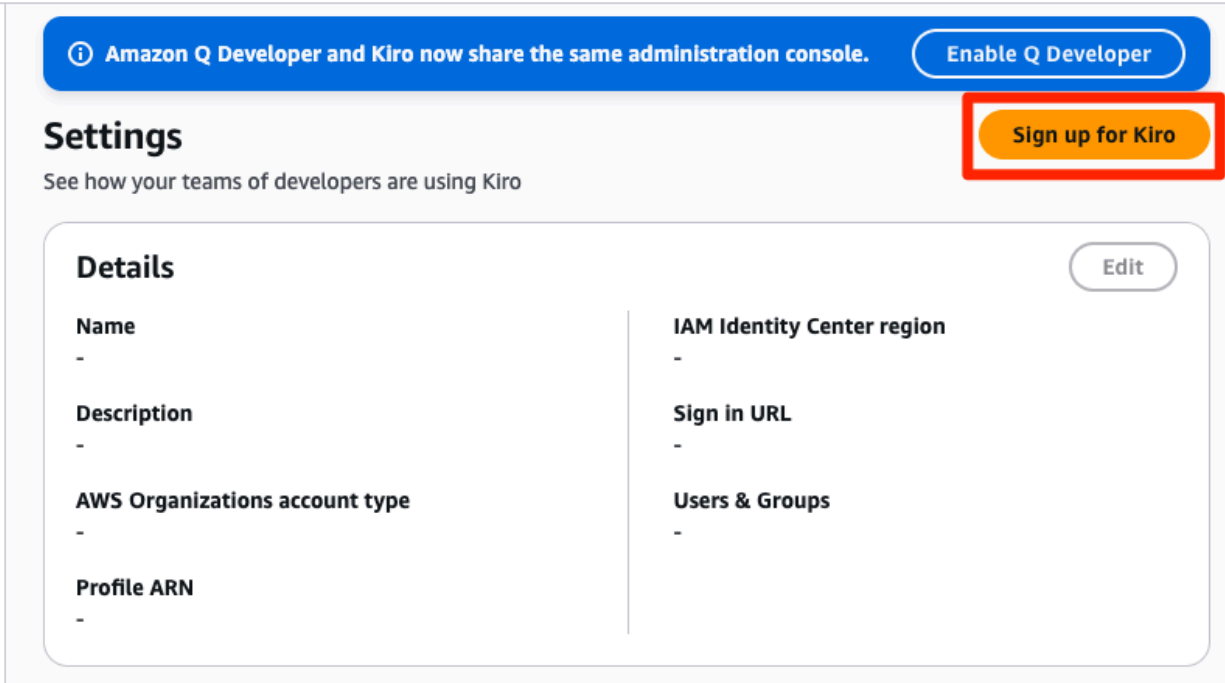 Amazon Q Developer and Kiro now share the same administration console.
Enable Q Developer
Settings
Sign up for Kiro
See how your teams of developers are using Kiro
Details
Edit
Name
-
Description
-
AWS Organizations account type
-
Profile ARN
-
IAM Identity Center region
-
Sign in URL
-
Users & Groups
-